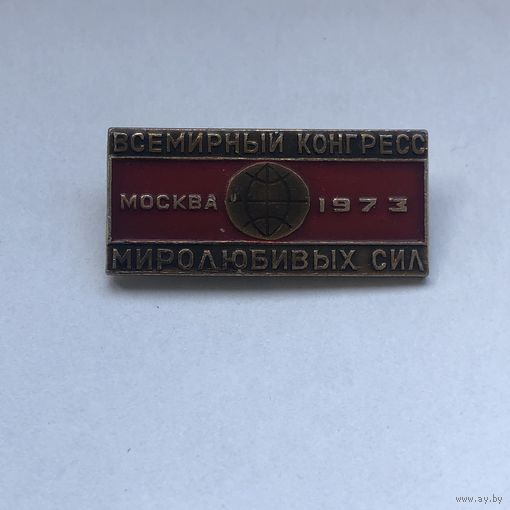 ВСЕМИРНЫЙ КОНГРЕСС
МОСКВА 1973
МИРОЛЮБИВЫХ СИЛ
www.ay.by